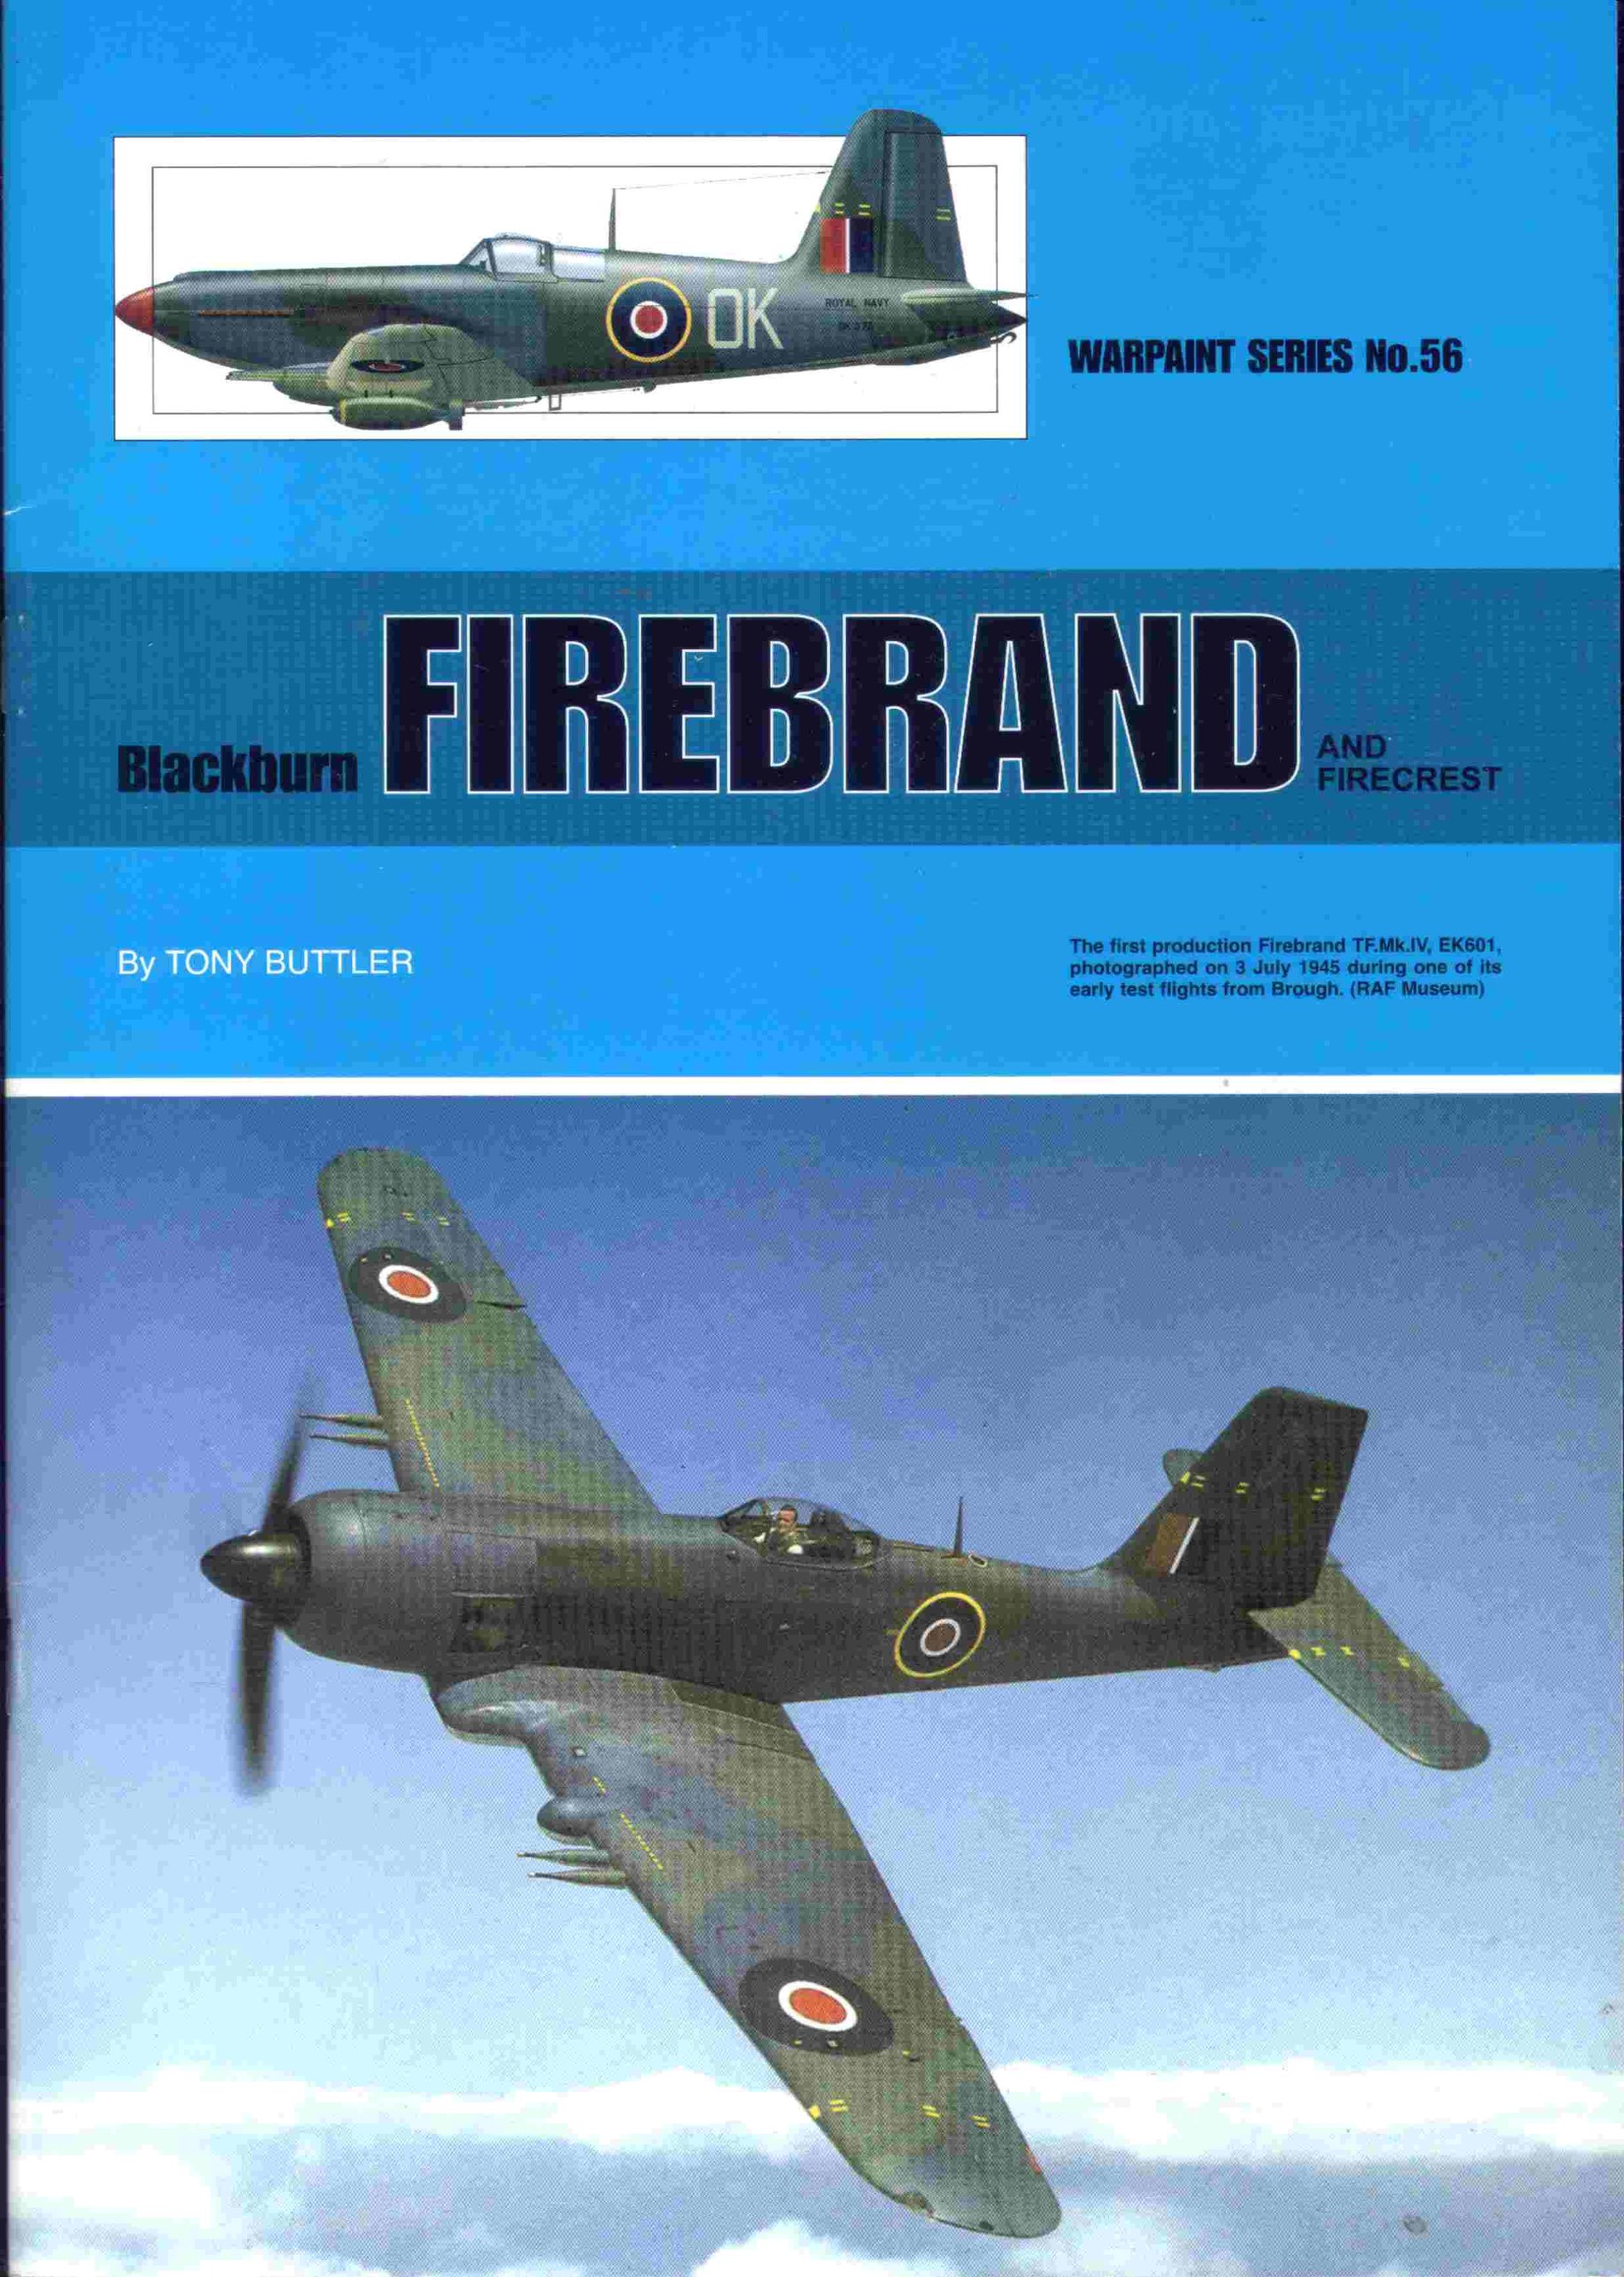 OK
ROYAL NAVY
WARPAINT SERIES No.56
Blackburn FIREBRAND AND
FIRECREST
By TONY BUTTLER
The first production Firebrand TF.Mk.IV, EK601,
photographed on 3 July 1945 during one of its
early test flights from Brough. (RAF Museum)